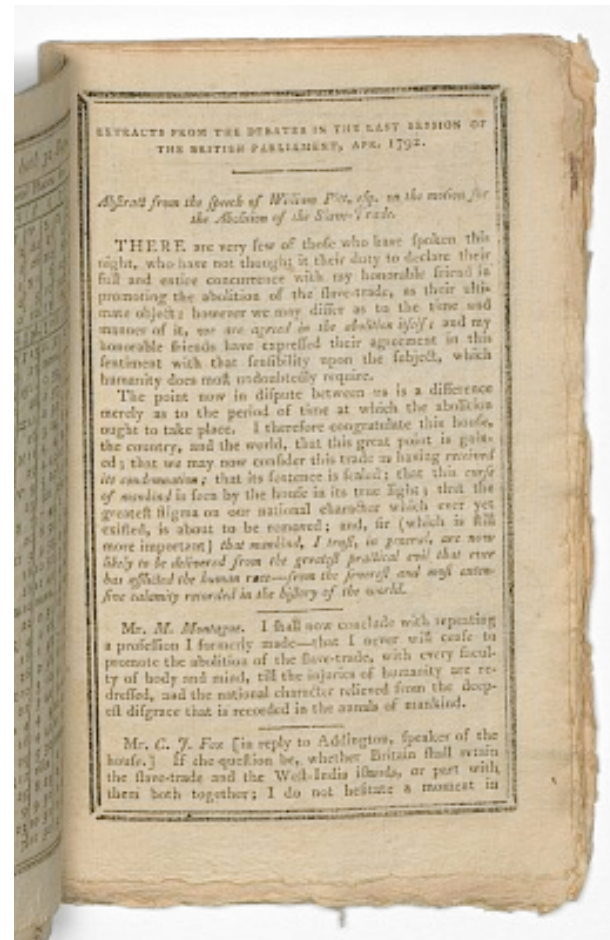 EXTRACTS FROM THE DEBATES IN THE LAST SESSION OF
THE BRITISH PARLIAMENT, APR. 1792.
Abſtract from the ſpeech of William Pitt, eſq. on the motion for
the Abolition of the Slave-Trade.
THERE are very few of thoſe who have ſpoken this
night, who have not thought it their duty to declare their
full and entire concurrence with my honorable friend in
promoting the abolition of the ſlave-trade, as their ulti-
mate object: however we may differ as to the time and
manner of it, we are agreed in the abolition itſelf; and my
honorable friends have expreſſed their agreement in this
ſentiment with that ſenſibility upon the ſubject, which
humanity does moſt undoubtedly require.
The point now in diſpute between us is a difference
merely as to the period of time at which the abolition
ought to take place. I therefore congratulate this houſe,
the country, and the world, that this great point is gain-
ed; that we may now conſider this trade as having received
its condemnation; that its ſentence is ſealed; that this curſe
of mankind is ſeen by the houſe in its true light; that the
greateſt ſtigma on our national character which ever yet
exiſted, is about to be removed; and, ſir (which is ſtill
more important) that mankind, I truſt, in general, are now
likely to be delivered from the greateſt practical evil that ever
has afflicted the human race—from the ſevereſt and moſt exten-
ſive calamity recorded in the hiſtory of the world.
Mr. M. Montague. I ſhall now conclude with repeating
a profeſſion I formerly made—that I never will ceaſe to
promote the abolition of the ſlave-trade, with every facul-
ty of body and mind, till the injuries of humanity are re-
dreſſed, and the national character relieved from the deep-
eſt diſgrace that is recorded in the annals of mankind.
Mr. C. J. Fox [in reply to Addington, ſpeaker of the
houſe.] If the queſtion be, whether Britain ſhall retain
the ſlave-trade and the Weſt-India iſlands, or part with
them both together; I do not heſitate a moment in